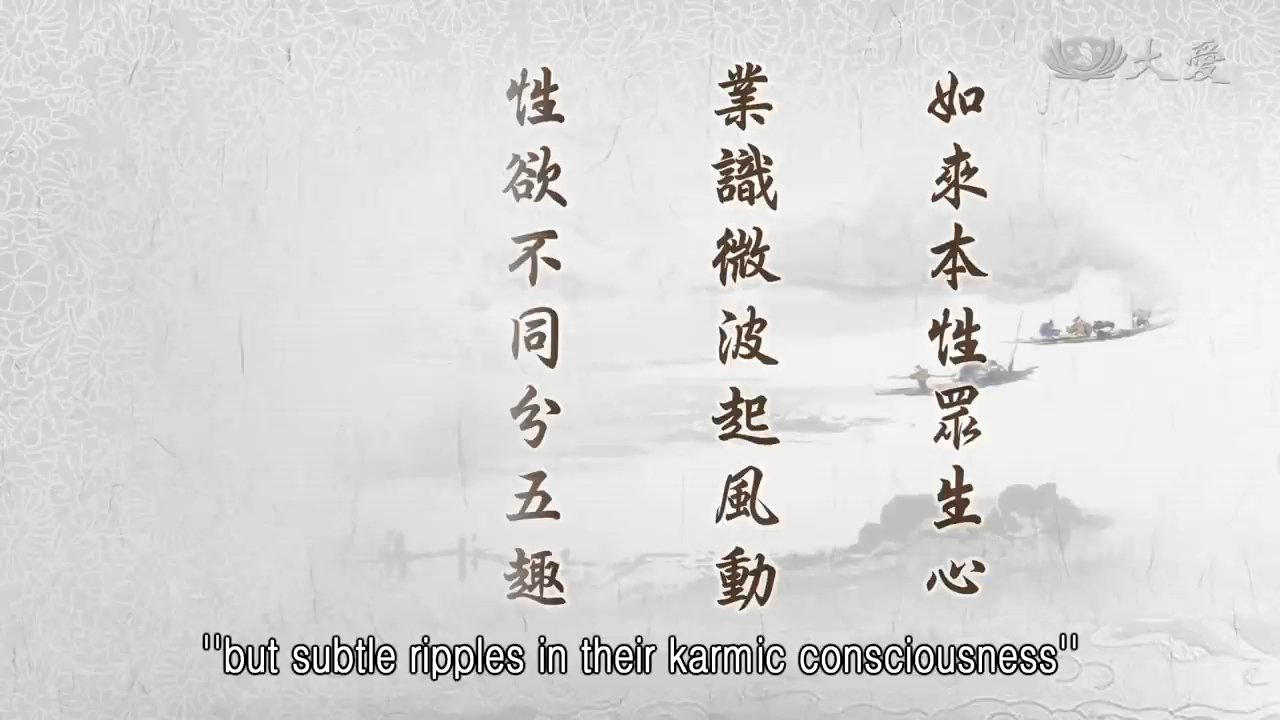 大愛
如來本性眾生心
業識微波起風動
性欲不同分五趣
"but subtle ripples in their karmic consciousness"